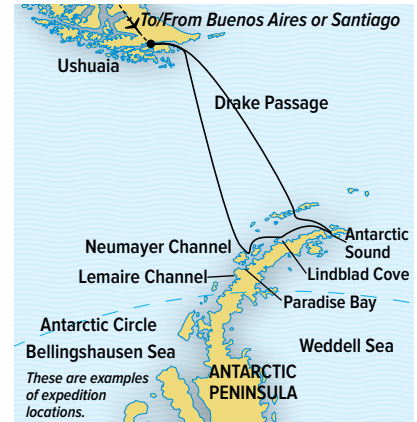 To/From Buenos Aires or Santiago
Ushuaia
Drake Passage
Neumayer Channel
Antarctic
Sound
Lemaire Channel
Lindblad Cove
Paradise Bay
Antarctic Circle
Weddell Sea
Bellingshausen Sea
These are examples
of expedition
locations.
ANTARCTIC
PENINSULA